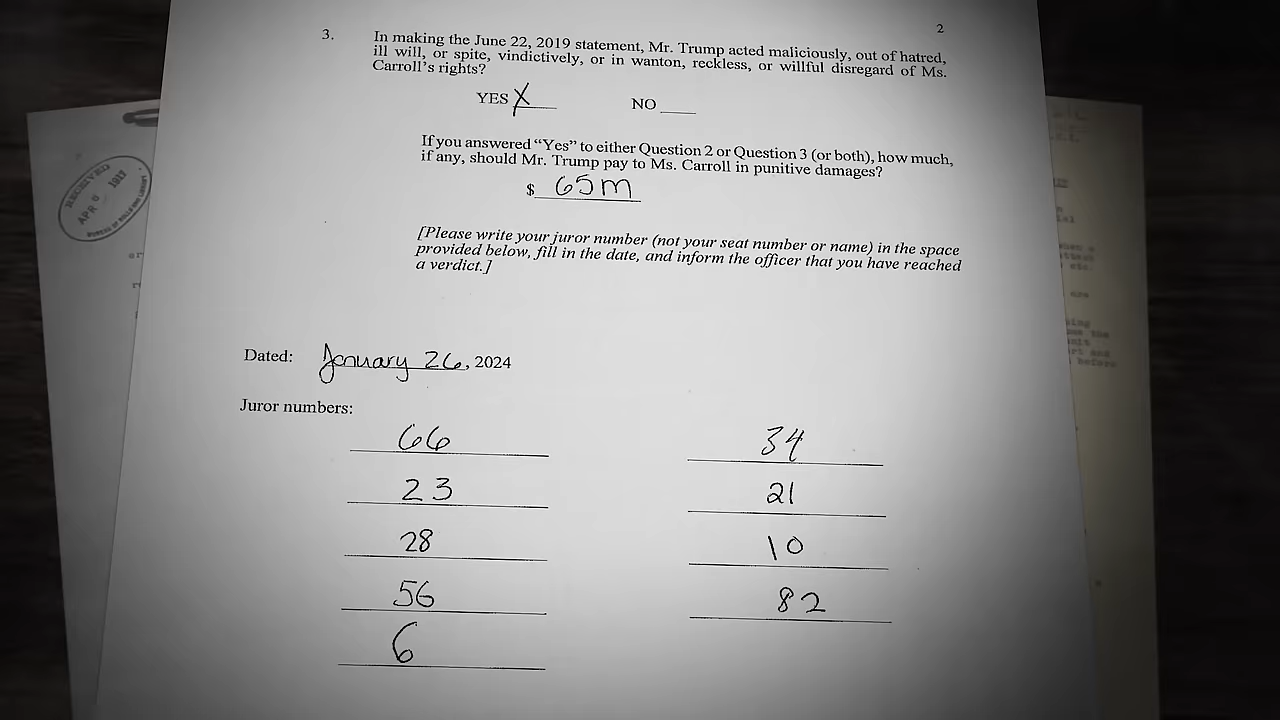 2
3. In making the June 22, 2019 statement, Mr. Trump acted maliciously, out of hatred,
ill will, or spite, vindictively, or in wanton, reckless, or willful disregard of Ms.
Carroll's rights?
YES X NO
If you answered “Yes” to either Question 2 or Question 3 (or both), how much,
if any, should Mr. Trump pay to Ms. Carroll in punitive damages?
$ 65M
[Please write your juror number (not your seat number or name) in the space
provided below, fill in the date, and inform the officer that you have reached
a verdict.]
Dated: January 26, 2024
Juror numbers:
66 34
23 21
28 10
56 82
6
RECEIVED
APR 6 1917